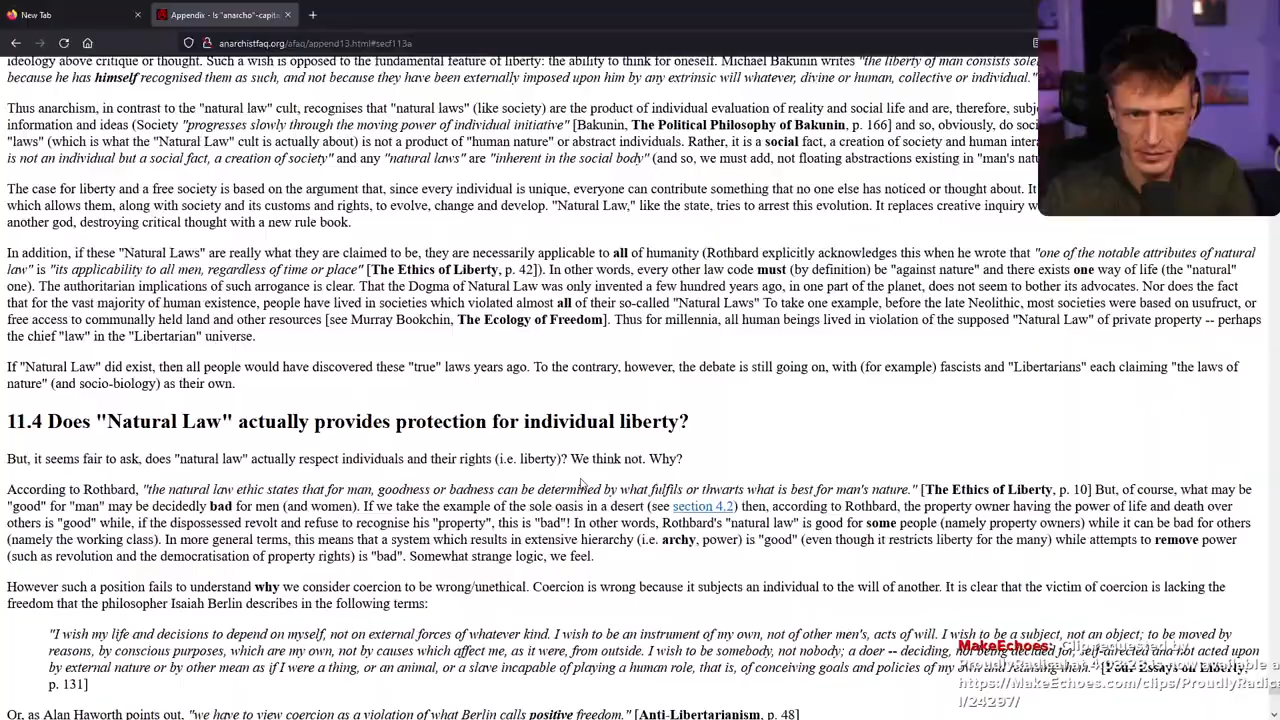 New Tab
Appendix - Is "anarcho"-capit
anarchistfaq.org/afaq/append13.html#secf113a
ideology above critique or thought. Such a wish is opposed to the fundamental feature of liberty: the ability to think for oneself. Michael Bakunin writes "the liberty of man consists sole
because he has himself recognised them as such, and not because they have been externally imposed upon him by any extrinsic will whatever, divine or human, collective or individual."
Thus anarchism, in contrast to the "natural law" cult, recognises that "natural laws" (like society) are the product of individual evaluation of reality and social life and are, therefore, subj
information and ideas (Society "progresses slowly through the moving power of individual initiative" [Bakunin, The Political Philosophy of Bakunin, p. 166] and so, obviously, do soci
"laws" (which is what the "Natural Law" cult is actually about) is not a product of "human nature" or abstract individuals. Rather, it is a social fact, a creation of society and human intera
is not an individual but a social fact, a creation of society" and any "natural laws" are "inherent in the social body" (and so, we must add, not floating abstractions existing in "man's natu
The case for liberty and a free society is based on the argument that, since every individual is unique, everyone can contribute something that no one else has noticed or thought about. It
which allows them, along with society and its customs and rights, to evolve, change and develop. "Natural Law," like the state, tries to arrest this evolution. It replaces creative inquiry w
another god, destroying critical thought with a new rule book.
In addition, if these "Natural Laws" are really what they are claimed to be, they are necessarily applicable to all of humanity (Rothbard explicitly acknowledges this when he wrote that "one of the notable attributes of natural
law" is "its applicability to all men, regardless of time or place" [The Ethics of Liberty, p. 42]). In other words, every other law code must (by definition) be "against nature" and there exists one way of life (the "natural"
one). The authoritarian implications of such arrogance is clear. That the Dogma of Natural Law was only invented a few hundred years ago, in one part of the planet, does not seem to bother its advocates. Nor does the fact
that for the vast majority of human existence, people have lived in societies which violated almost all of their so-called "Natural Laws" To take one example, before the late Neolithic, most societies were based on usufruct, or
free access to communally held land and other resources [see Murray Bookchin, The Ecology of Freedom]. Thus for millennia, all human beings lived in violation of the supposed "Natural Law" of private property -- perhaps
the chief "law" in the "Libertarian" universe.
If "Natural Law" did exist, then all people would have discovered these "true" laws years ago. To the contrary, however, the debate is still going on, with (for example) fascists and "Libertarians" each claiming "the laws of
nature" (and socio-biology) as their own.
11.4 Does "Natural Law" actually provides protection for individual liberty?
But, it seems fair to ask, does "natural law" actually respect individuals and their rights (i.e. liberty)? We think not. Why?
According to Rothbard, "the natural law ethic states that for man, goodness or badness can be determined by what fulfils or thwarts what is best for man's nature." [The Ethics of Liberty, p. 10] But, of course, what may be
"good" for "man" may be decidedly bad for men (and women). If we take the example of the sole oasis in a desert (see section 4.2) then, according to Rothbard, the property owner having the power of life and death over
others is "good" while, if the dispossessed revolt and refuse to recognise his "property", this is "bad"! In other words, Rothbard's "natural law" is good for some people (namely property owners) while it can be bad for others
(namely the working class). In more general terms, this means that a system which results in extensive hierarchy (i.e. archy, power) is "good" (even though it restricts liberty for the many) while attempts to remove power
(such as revolution and the democratisation of property rights) is "bad". Somewhat strange logic, we feel.
However such a position fails to understand why we consider coercion to be wrong/unethical. Coercion is wrong because it subjects an individual to the will of another. It is clear that the victim of coercion is lacking the
freedom that the philosopher Isaiah Berlin describes in the following terms:
"I wish my life and decisions to depend on myself, not on external forces of whatever kind. I wish to be an instrument of my own, not of other men's, acts of will. I wish to be a subject, not an object; to be moved by
reasons, by conscious purposes, which are my own, not by causes which affect me, as it were, from outside. I wish to be somebody, not nobody; a doer -- deciding, not being decided for, self-directed and not acted upon
by external nature or by other mean as if I were a thing, or an animal, or a slave incapable of playing a human role, that is, of conceiving goals and policies of my own and realising them." [Four Essays on Liberty,
p. 131]
Or, as Alan Haworth points out, "we have to view coercion as a violation of what Berlin calls positive freedom." [Anti-Libertarianism, p. 48]
MakeEchoes: Clip requested by
ProudlyRadical at is now available a
https://MakeEchoes.com/clips/ProudlyRadica
l/24297/